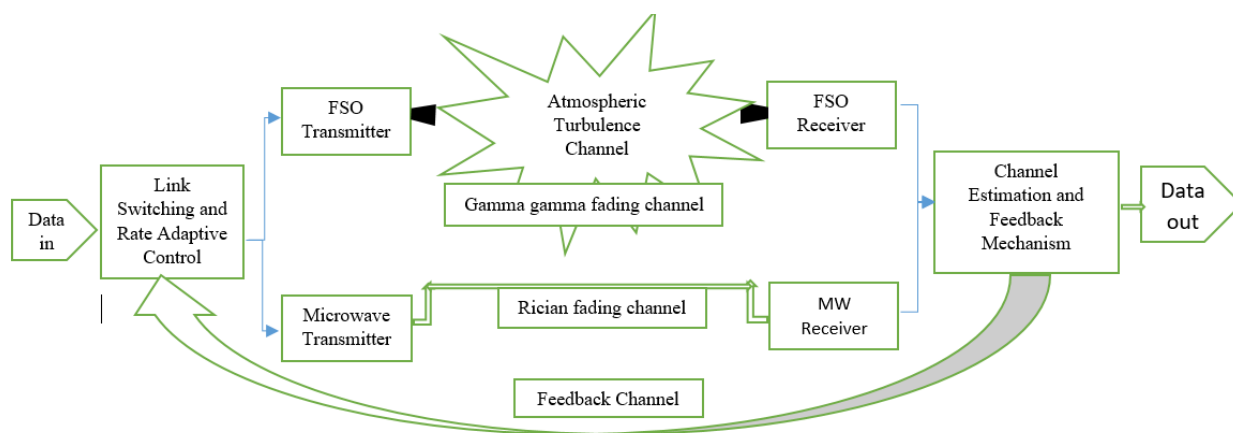 Data
in
Link
Switching and
Rate Adaptive
Control
FSO
Transmitter
Atmospheric
Turbulence
Channel
Gamma gamma fading channel
FSO
Receiver
Microwave
Transmitter
Rician fading channel
MW
Receiver
Channel
Estimation and
Feedback
Mechanism
Data
out
Feedback Channel